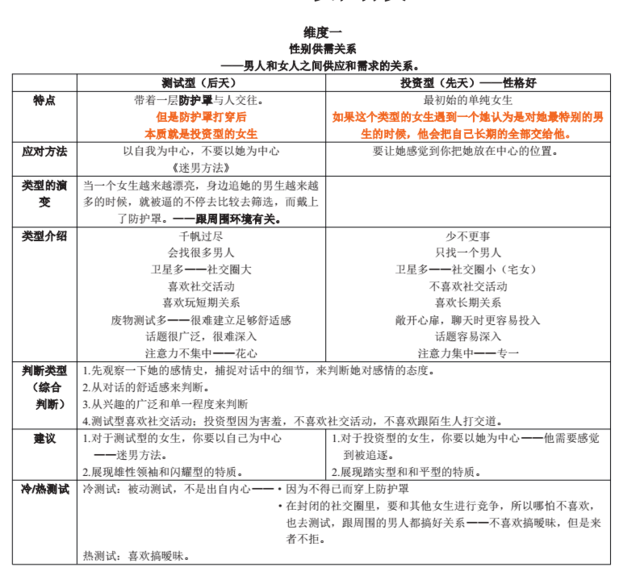 维度一
性别供需关系
——男人和女人之间供应和需求的关系。
测试型（后天）
投资型（先天）——性格好
特点
带着一层防护罩与人交往。
但是防护罩打穿后
本质就是投资型的女生
最初始的单纯女生
如果这个类型的女生遇到一个她认为是对她最特别的男
生的时候，他会把自己长期的全部交给他。
应对方法
以自我为中心，不要以她为中心
《迷男方法》
要让她感觉到你把她放在中心的位置。
类型的演
变
当一个女生越来越漂亮，身边追她的男生越来越
多的时候，就被逼的不停去比较去筛选，而戴上
了防护罩。——跟周围环境有关。
类型介绍
千帆过尽
会找很多男人
卫星多——社交圈大
喜欢社交活动
喜欢玩短期关系
废物测试多——很难建立足够舒适感
话题很广泛，很难深入
注意力不集中——花心
少不更事
只找一个男人
卫星多——社交圈小（宅女）
不喜欢社交活动
喜欢长期关系
敞开心扉，聊天时更容易投入
话题容易深入
注意力集中——专一
判断类型
（综合
判断）
1.先观察一下她的感情史，捕捉对话中的细节，来判断她对感情的态度。
2.从对话的舒适感来判断。
3.从兴趣的广泛和单一程度来判断
4.测试型喜欢社交活动；投资型因为害羞，不喜欢社交活动，不喜欢跟陌生人打交道。
建议
1.对于测试型的女生，你要以自己为中心
——迷男方法。
2.展现雄性领袖和闪耀型的特质。
1.对于投资型的女生，你要以她为中心——他需要感觉
到被追逐。
2.展现踏实型和和平型的特质。
冷/热测试
冷测试：被动测试，不是出自内心——·因为不得已而穿上防护罩
·在封闭的社交圈里，要和其他女生进行竞争，所以哪怕不喜欢，
也去测试，跟周围的男人都搞好关系——不喜欢搞暧昧，但是来
者不拒。
热测试：喜欢搞暧昧。